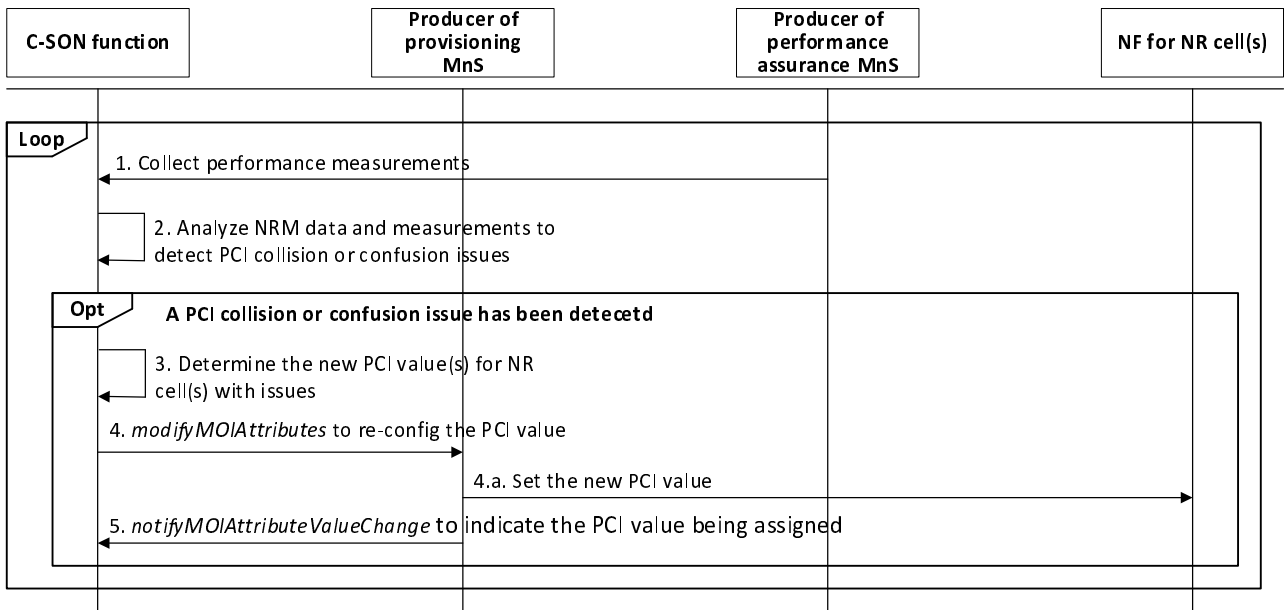 C-SON function
Producer of
provisioning
MnS
Producer of
performance
assurance MnS
NF for NR cell(s)
Loop
1. Collect performance measurements
2. Analyze NRM data and measurements to
detect PCI collision or confusion issues
Opt
A PCI collision or confusion issue has been detecetd
3. Determine the new PCI value(s) for NR
cell(s) with issues
4. modifyMOIAttributes to re-config the PCI value
4.a. Set the new PCI value
5. notifyMOIAttributeValueChange to indicate the PCI value being assigned